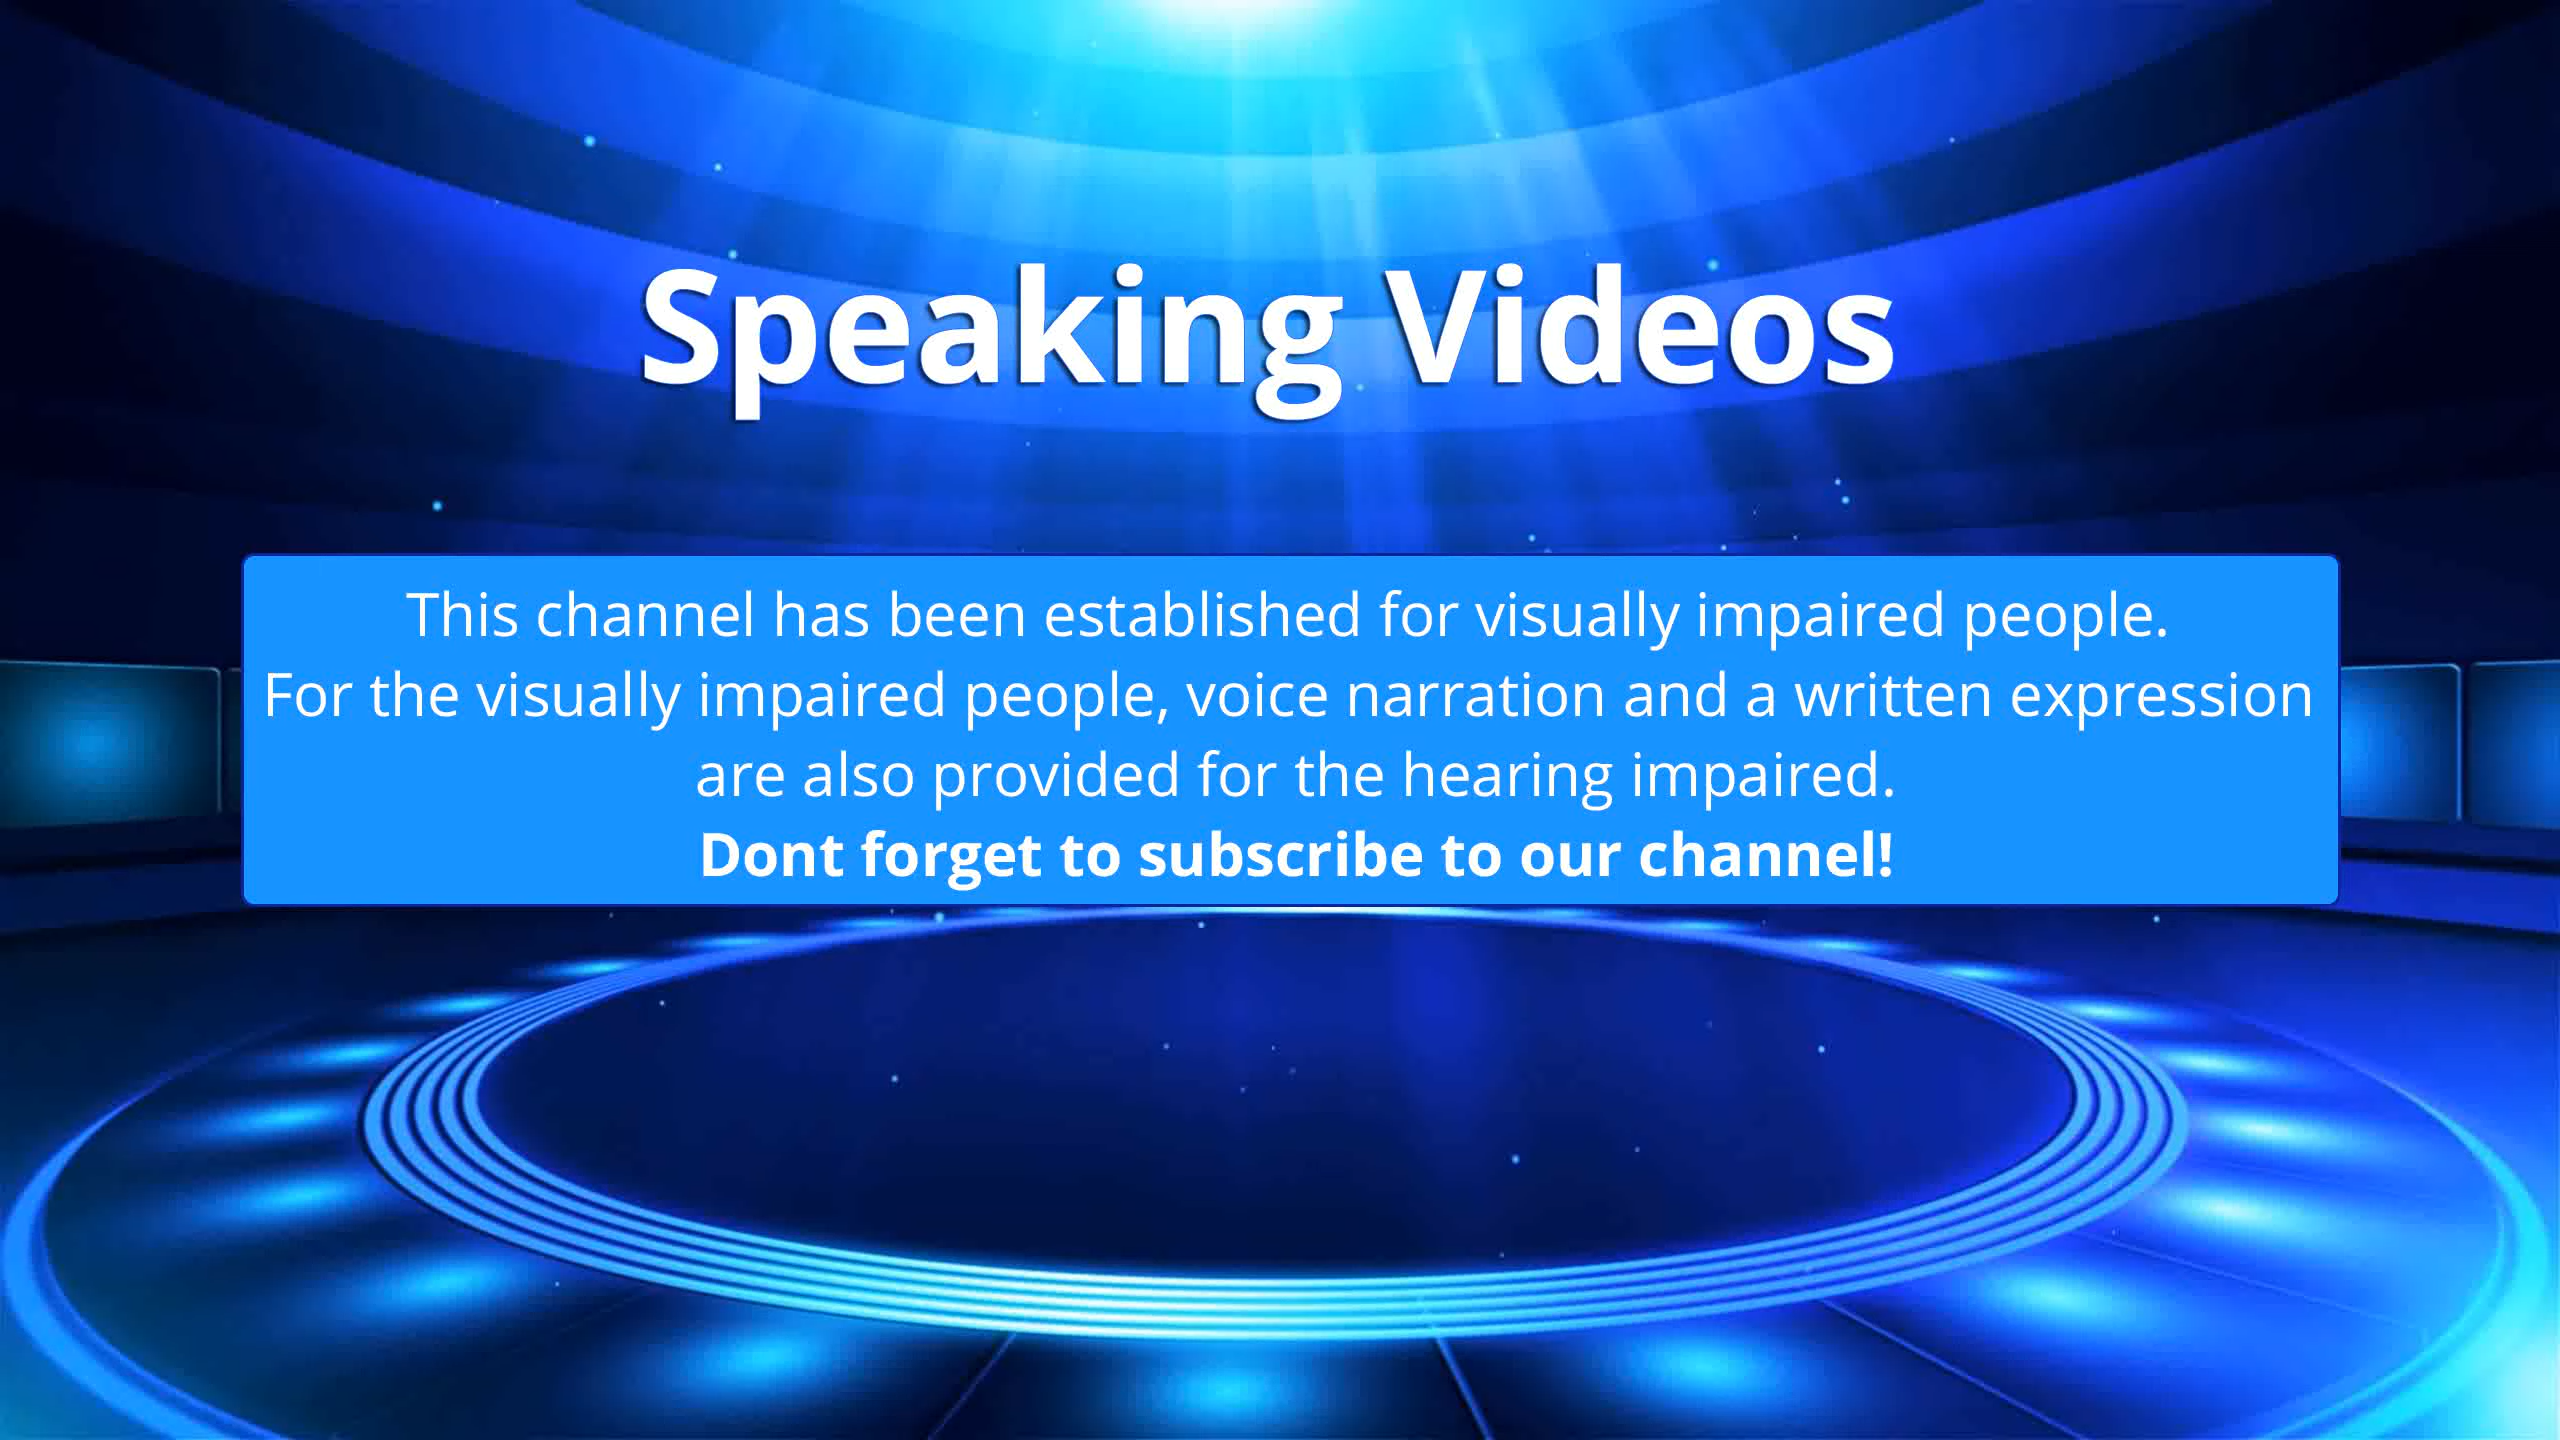 Speaking Videos
This channel has been established for visually impaired people.
For the visually impaired people, voice narration and a written expression
are also provided for the hearing impaired.
Dont forget to subscribe to our channel!